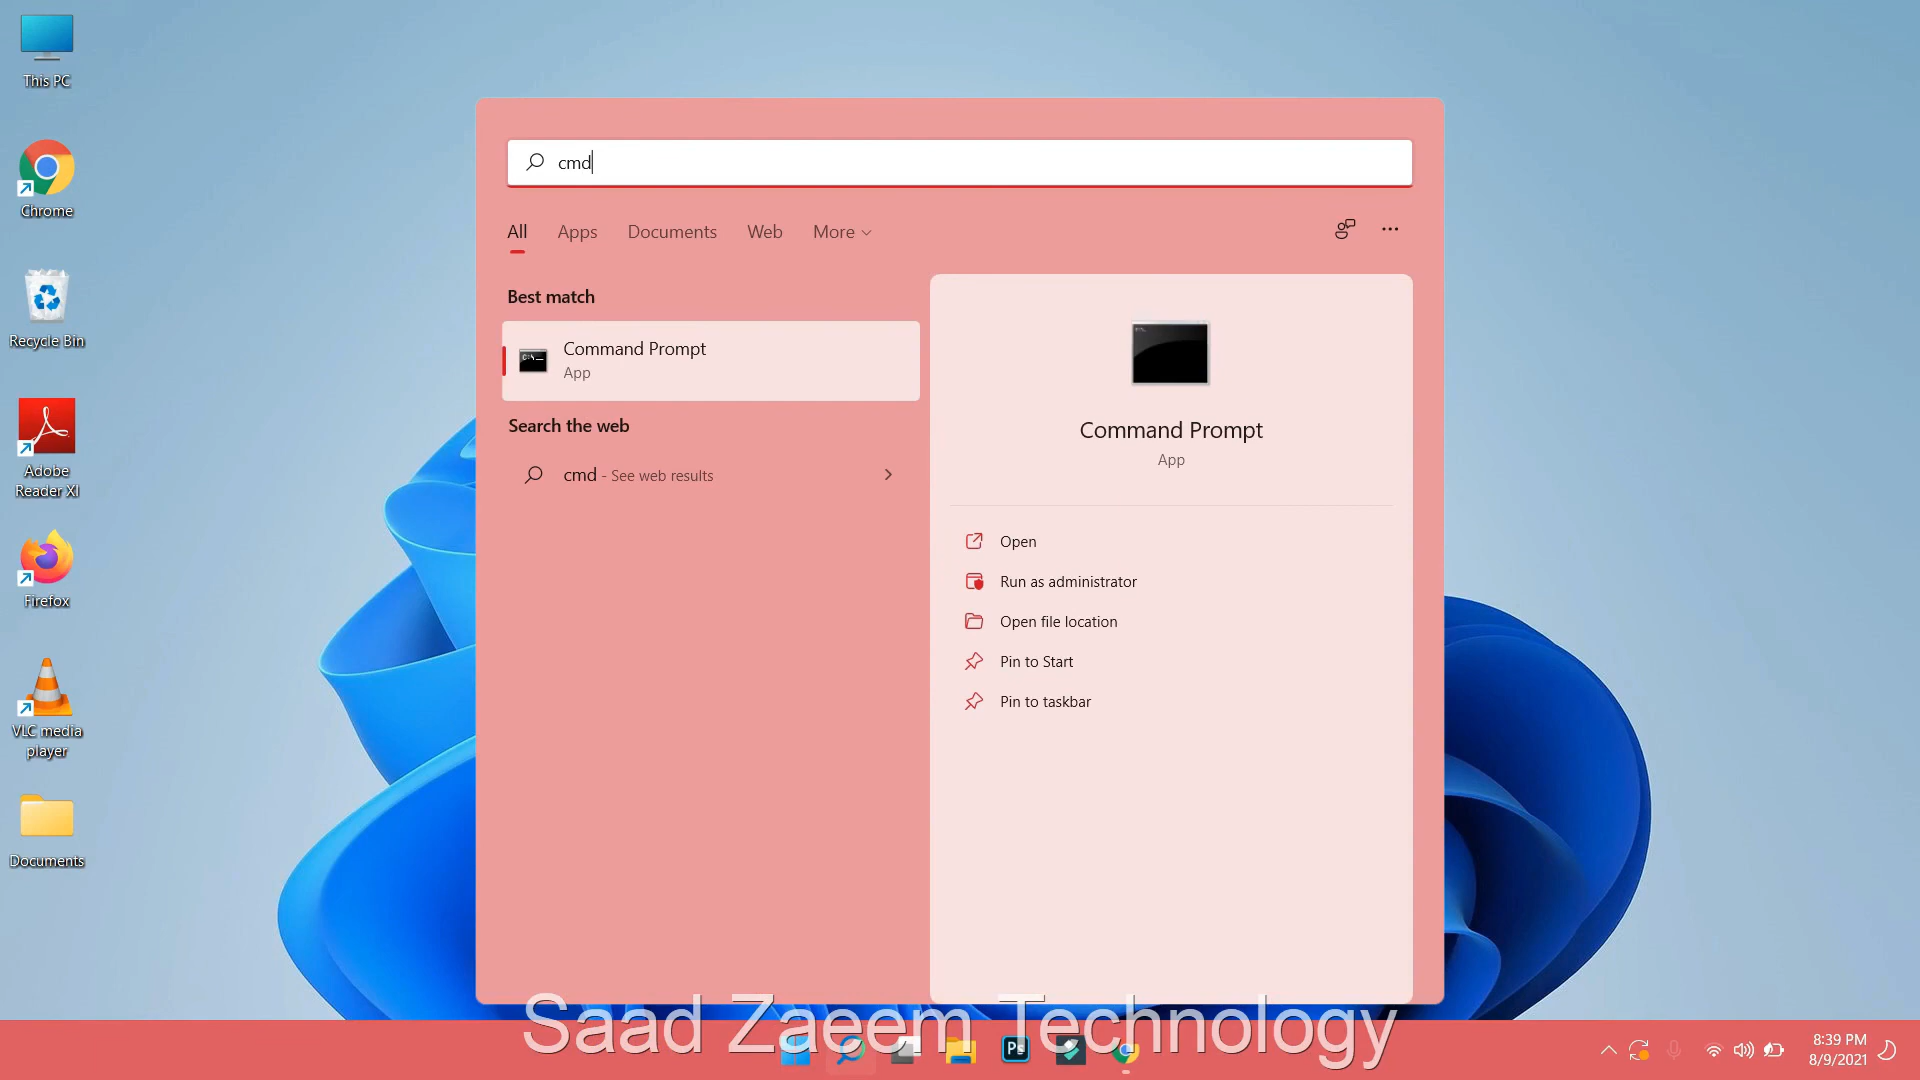 This PC
Chrome
Recycle Bin
Adobe
Reader XI
Firefox
VLC media
player
Documents
cmd
All Apps Documents Web More
Best match
Command Prompt
App
Search the web
cmd - See web results
Command Prompt
App
Open
Run as administrator
Open file location
Pin to Start
Pin to taskbar
Saad Zaeem Technology
Ps
8:39 PM
8/9/2021